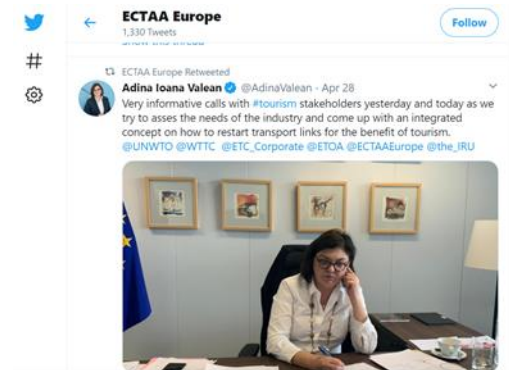 ECTAA Europe
1,330 Tweets
Follow
Show this thread
ECTAA Europe Retweeted
Adina Ioana Valean @AdinaValean · Apr 28
Very informative calls with #tourism stakeholders yesterday and today as we
try to asses the needs of the industry and come up with an integrated
concept on how to restart transport links for the benefit of tourism.
@UNWTO @WTTC @ETC_Corporate @ETOA @ECTAAEurope @the_IRU